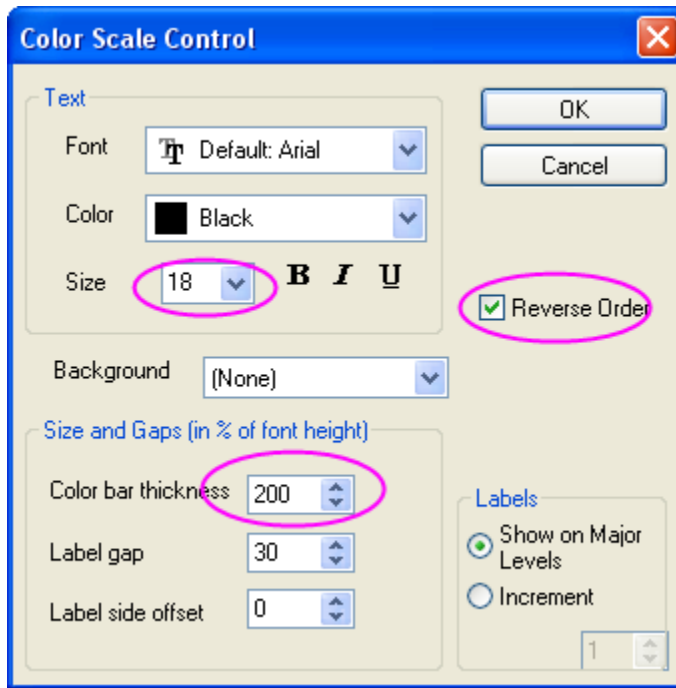 Color Scale Control
Text
Font
Default: Arial
Color
Black
Size
18
B I U
OK
Cancel
Reverse Order
Background
(None)
Size and Gaps (in % of font height)
Color bar thickness
200
Label gap
30
Label side offset
0
Labels
Show on Major
Levels
Increment
1